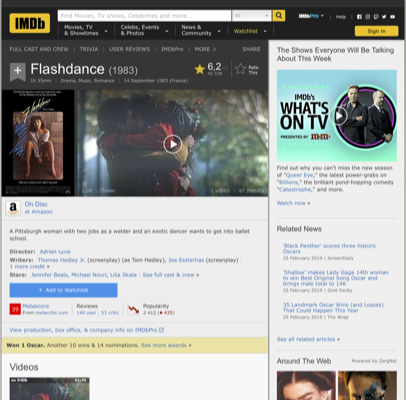 IMDb
Find Movies, TV shows, Celebrities and more...
All
IMDbPro
Help
Movies, TV
& Showtimes
Celebs, Events
& Photos
News &
Community
Watchlist
Sign in
FULL CAST AND CREW | TRIVIA | USER REVIEWS | IMDbPro | MORE
SHARE
Flashdance (1983)
1h 35min | Drama, Music, Romance | 14 September 1983 (France)
6,2
Rate
This
Trailer
1 VIDEO | 67 IMAGES
On Disc
at Amazon
A Pittsburgh woman with two jobs as a welder and an exotic dancer wants to get into ballet
school.
Director: Adrian Lyne
Writers: Thomas Hedley Jr. (screenplay) (as Tom Hedley), Joe Eszterhas (screenplay) |
1 more credit »
Stars: Jennifer Beals, Michael Nouri, Lilia Skala | See full cast & crew »
+ Add to Watchlist
39
Metascore
From metacritic.com
Reviews
140 user | 53 critic
Popularity
2 413 (435)
View production, box office, & company info on IMDbPro
Won 1 Oscar. Another 10 wins & 14 nominations. See more awards »
Videos
The Shows Everyone Will Be Talking
About This Week
IMDb's
WHAT'S
ON TV
PRESENTED BY M&M's
Find out why you can't miss the new season
of "Queer Eye," the latest power-grabs on
"Billions," the brilliant pond-hopping comedy
"Catastrophe," and more.
Watch now »
Related News
'Black Panther' scores three historic
Oscars
25 February 2019 | ScreenDaily
'Shallow' makes Lady Gaga 14th woman
to win Best Original Song Oscar and
brings male total to 146
25 February 2019 | Gold Derby
35 Landmark Oscar Wins (and Losses)
That Could Happen This Year
25 February 2019 | The Wrap
See all related articles »
Around The Web
Powered by ZergNet